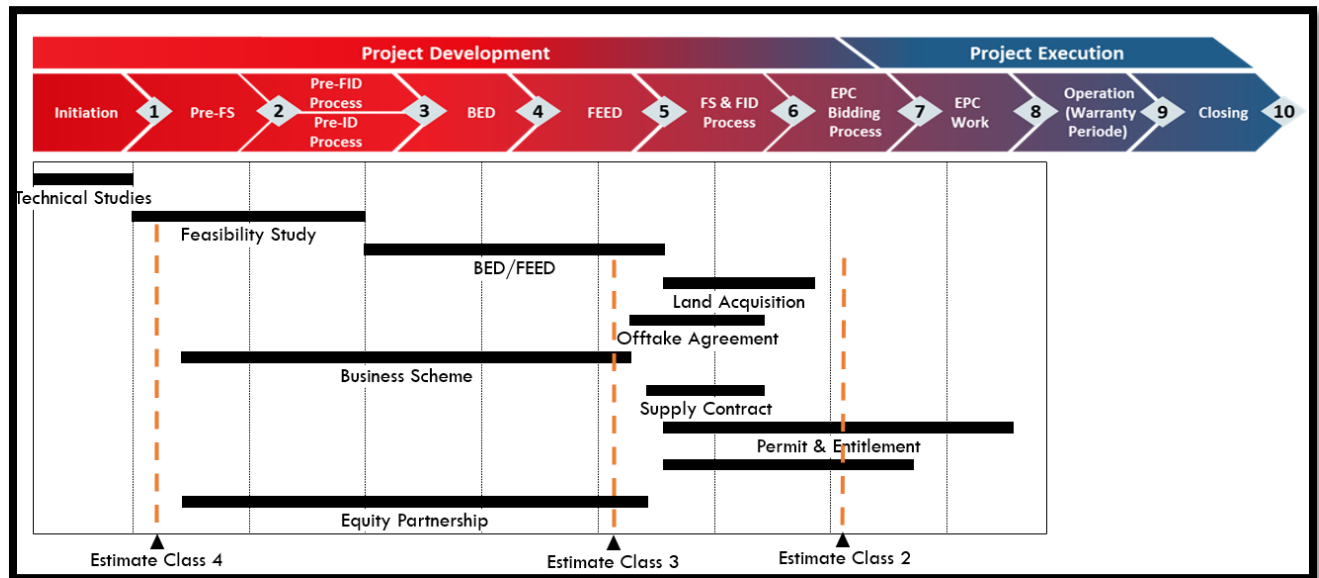 Project Development
Project Execution
Initiation
1
Pre-FS
2
Pre-FID
Process
Pre-ID
Process
3
BED
4
FEED
5
FS & FID
Process
6
EPC
Bidding
Process
7
EPC
Work
8
Operation
(Warranty
Periode)
9
Closing
10
Technical Studies
Feasibility Study
BED/FEED
Land Acquisition
Offtake Agreement
Business Scheme
Supply Contract
Permit & Entitlement
Equity Partnership
Estimate Class 4
Estimate Class 3
Estimate Class 2